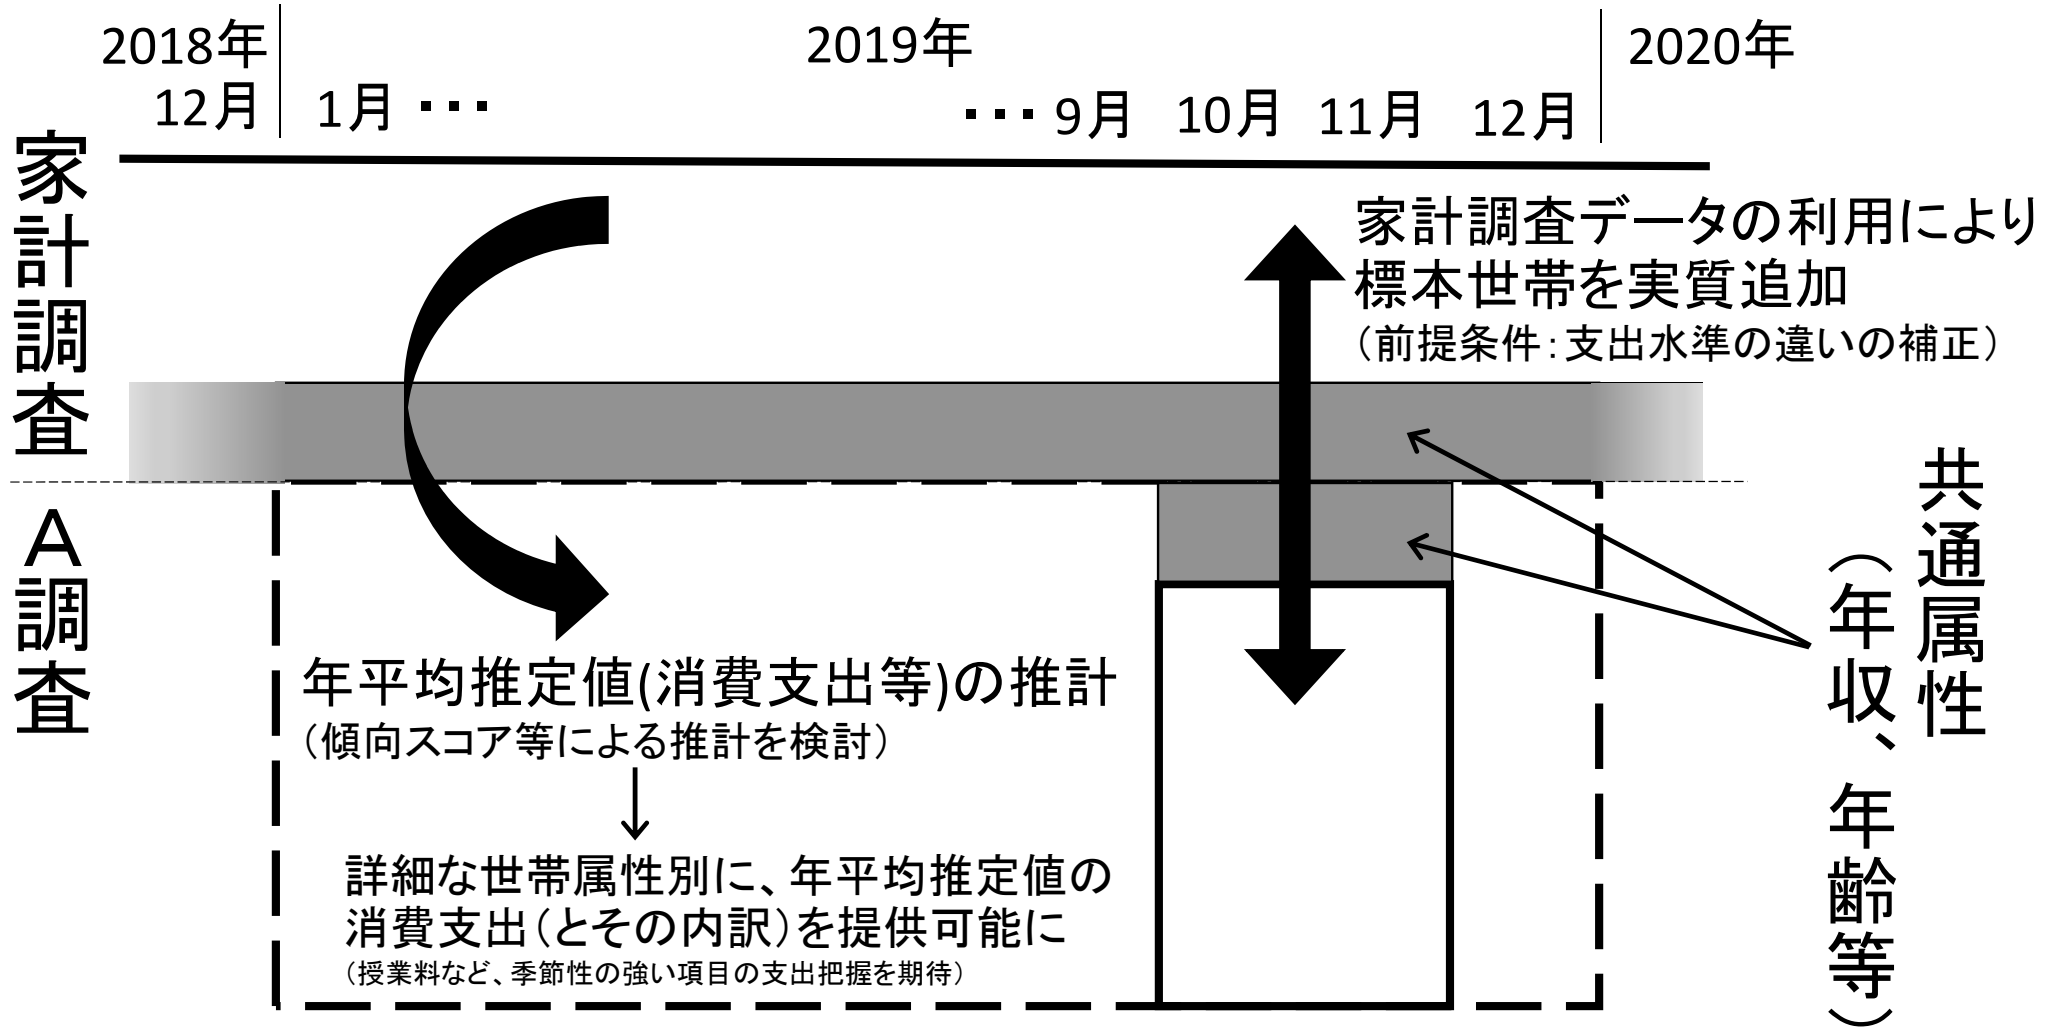 2018年
2019年
2020年
12月
1月 ･･･
･･･ 9月
10月
11月
12月
家計調査
A調査
家計調査データの利用により
標本世帯を実質追加
（前提条件：支出水準の違いの補正）
年平均推定値(消費支出等)の推計
（傾向スコア等による推計を検討）
詳細な世帯属性別に、年平均推定値の
消費支出（とその内訳）を提供可能に
（授業料など、季節性の強い項目の支出把握を期待）
共通属性
（年収、年齢等）